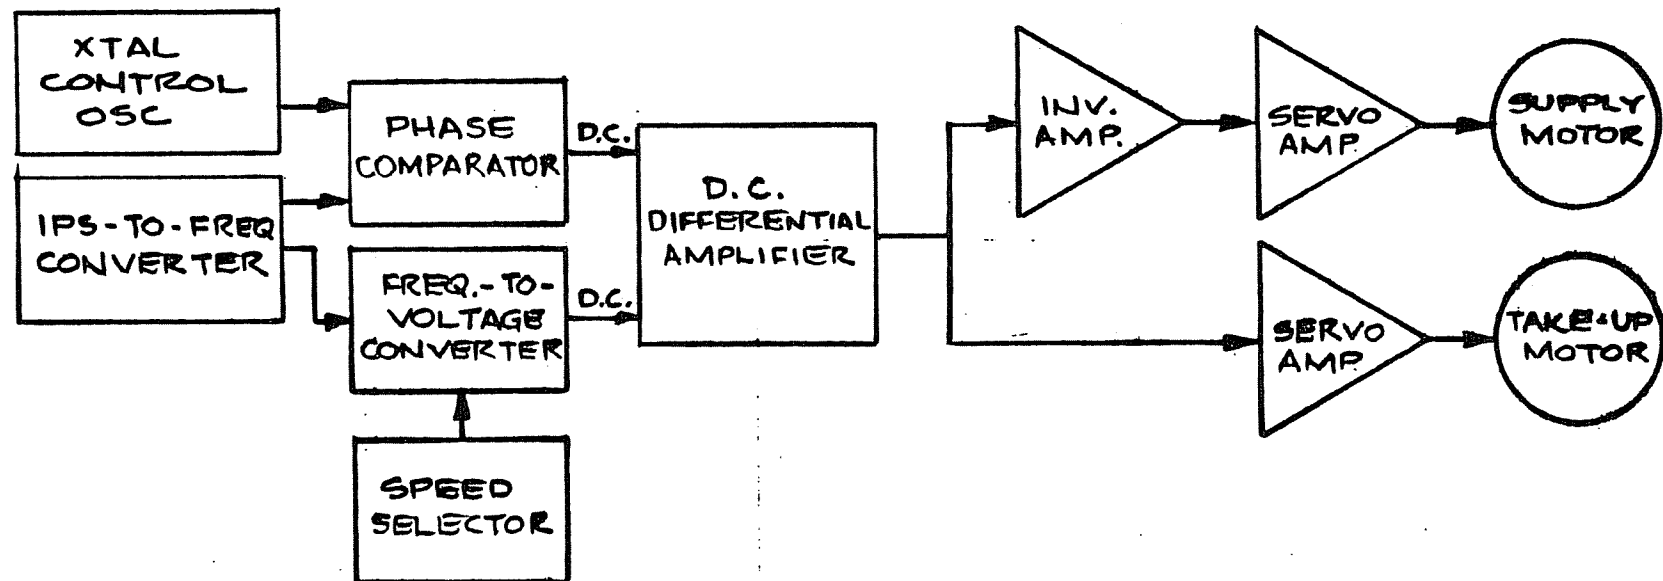 XTAL
CONTROL
OSC
IPS-TO-FREQ
CONVERTER
PHASE
COMPARATOR
FREQ.-TO-
VOLTAGE
CONVERTER
SPEED
SELECTOR
D.C.
D.C.
D.C.
DIFFERENTIAL
AMPLIFIER
INV.
AMP.
SERVO
AMP.
SUPPLY
MOTOR
SERVO
AMP.
TAKE-UP
MOTOR